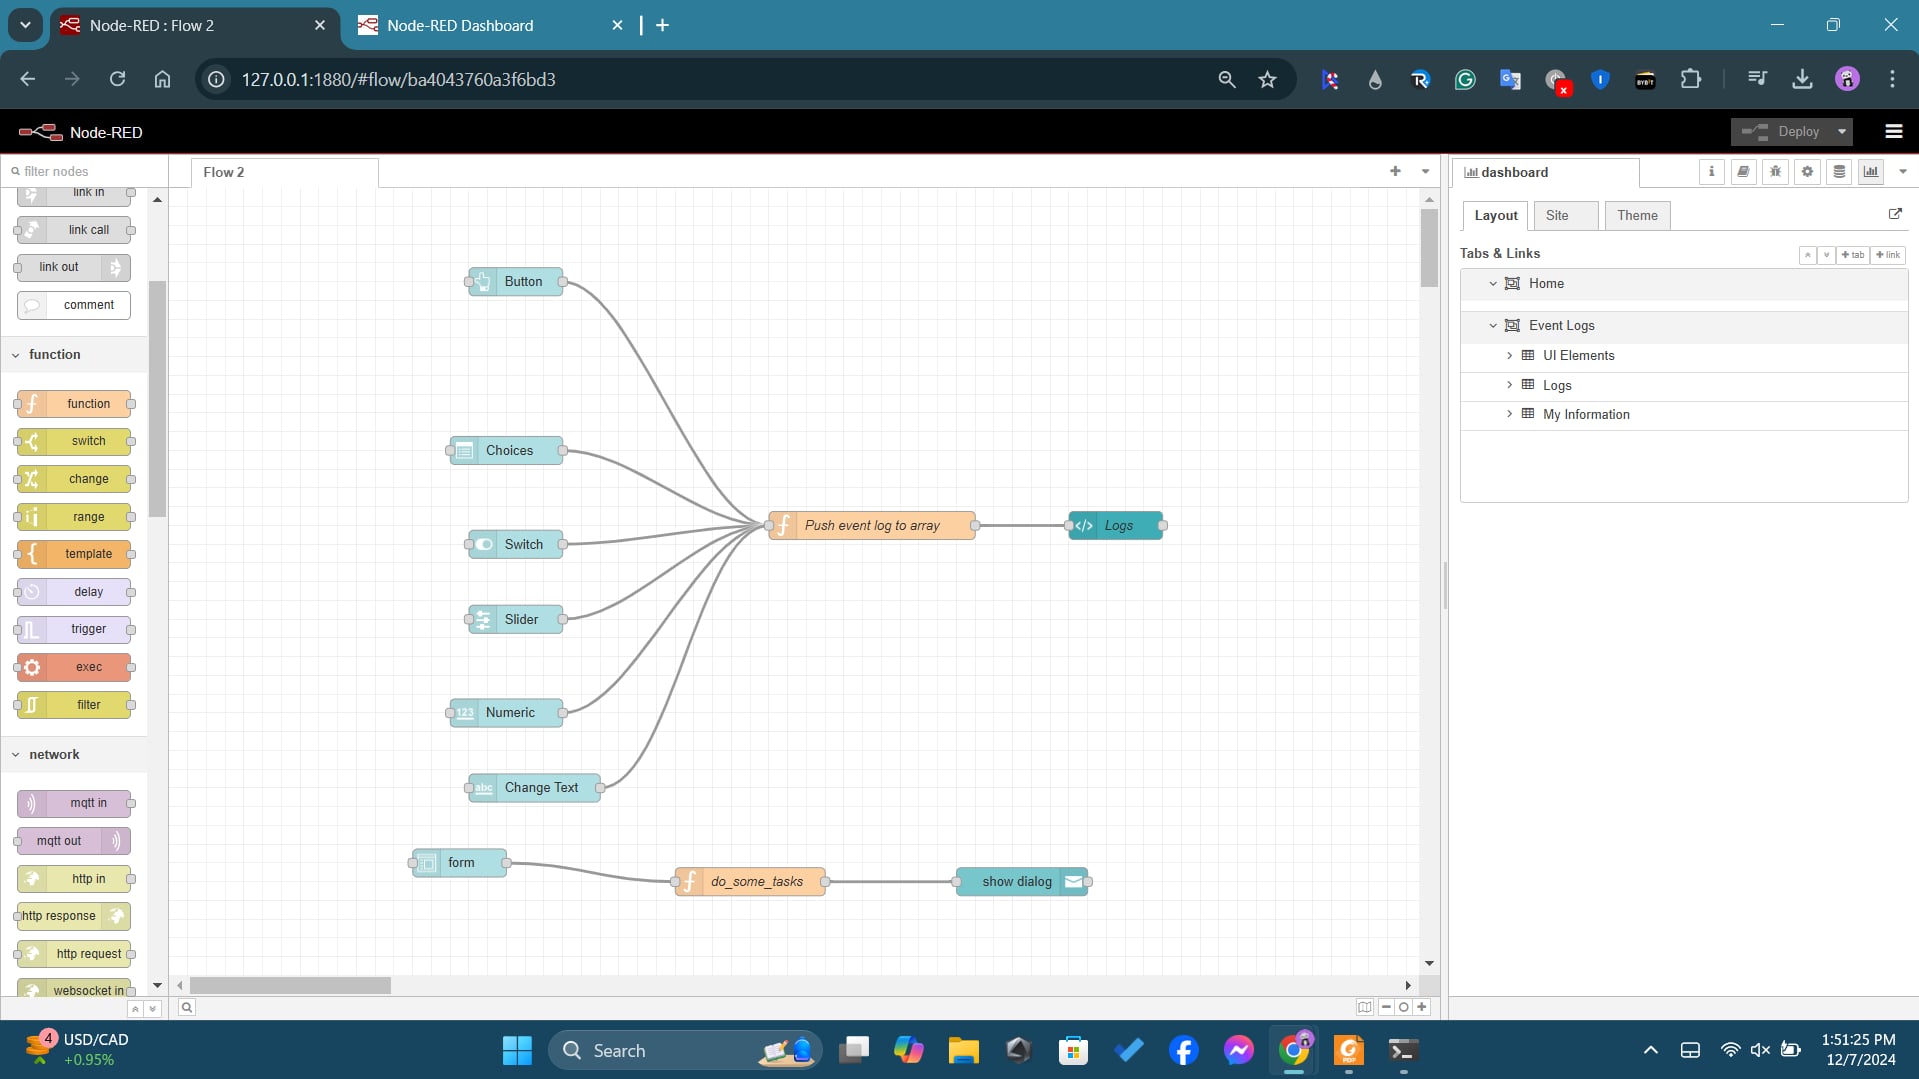 Node-RED : Flow 2
Node-RED Dashboard
127.0.0.1:1880/#flow/ba4043760a3f6bd3
BYBIT
Node-RED
Deploy
filter nodes
link in
link call
link out
comment
function
function
switch
change
range
template
delay
trigger
exec
filter
network
mqtt in
mqtt out
http in
http response
http request
websocket in
Flow 2
Button
Choices
Switch
Slider
123 Numeric
abc Change Text
form
Push event log to array
Logs
do_some_tasks
show dialog
dashboard
Layout
Site
Theme
Tabs & Links
+ tab
+ link
Home
Event Logs
UI Elements
Logs
My Information
4
USD/CAD
+0.95%
Search
PDF
1:51:25 PM
12/7/2024